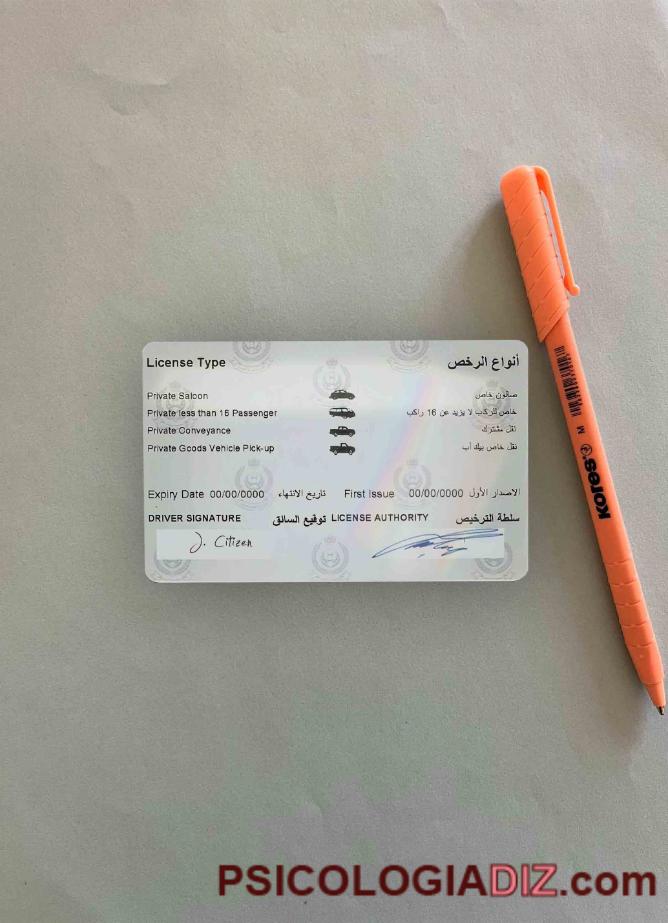 License Type أنواع الرخص
Private Saloon صالون خاص
Private less than 16 Passenger خاص للركاب لا يزيد عن 16 راكب
Private Conveyance نقل مشترك
Private Goods Vehicle Pick-up نقل خاص بيك أب
Expiry Date 00/00/0000 تاريخ الانتهاء First Issue 00/00/0000 الاصدار الأول
DRIVER SIGNATURE توقيع السائق LICENSE AUTHORITY سلطة الترخيص
J. Citizen
Kores M
PSICOLOGIADIZ.com